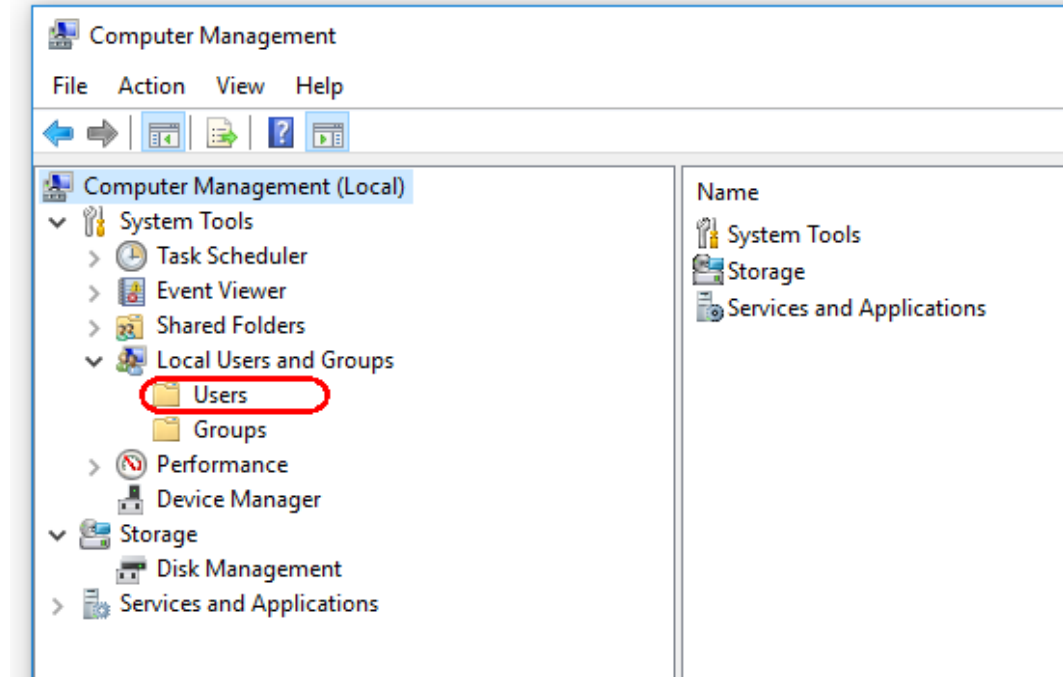 Computer Management
File Action View Help
Computer Management (Local)
System Tools
Task Scheduler
Event Viewer
Shared Folders
Local Users and Groups
Users
Groups
Performance
Device Manager
Storage
Disk Management
Services and Applications
Name
System Tools
Storage
Services and Applications